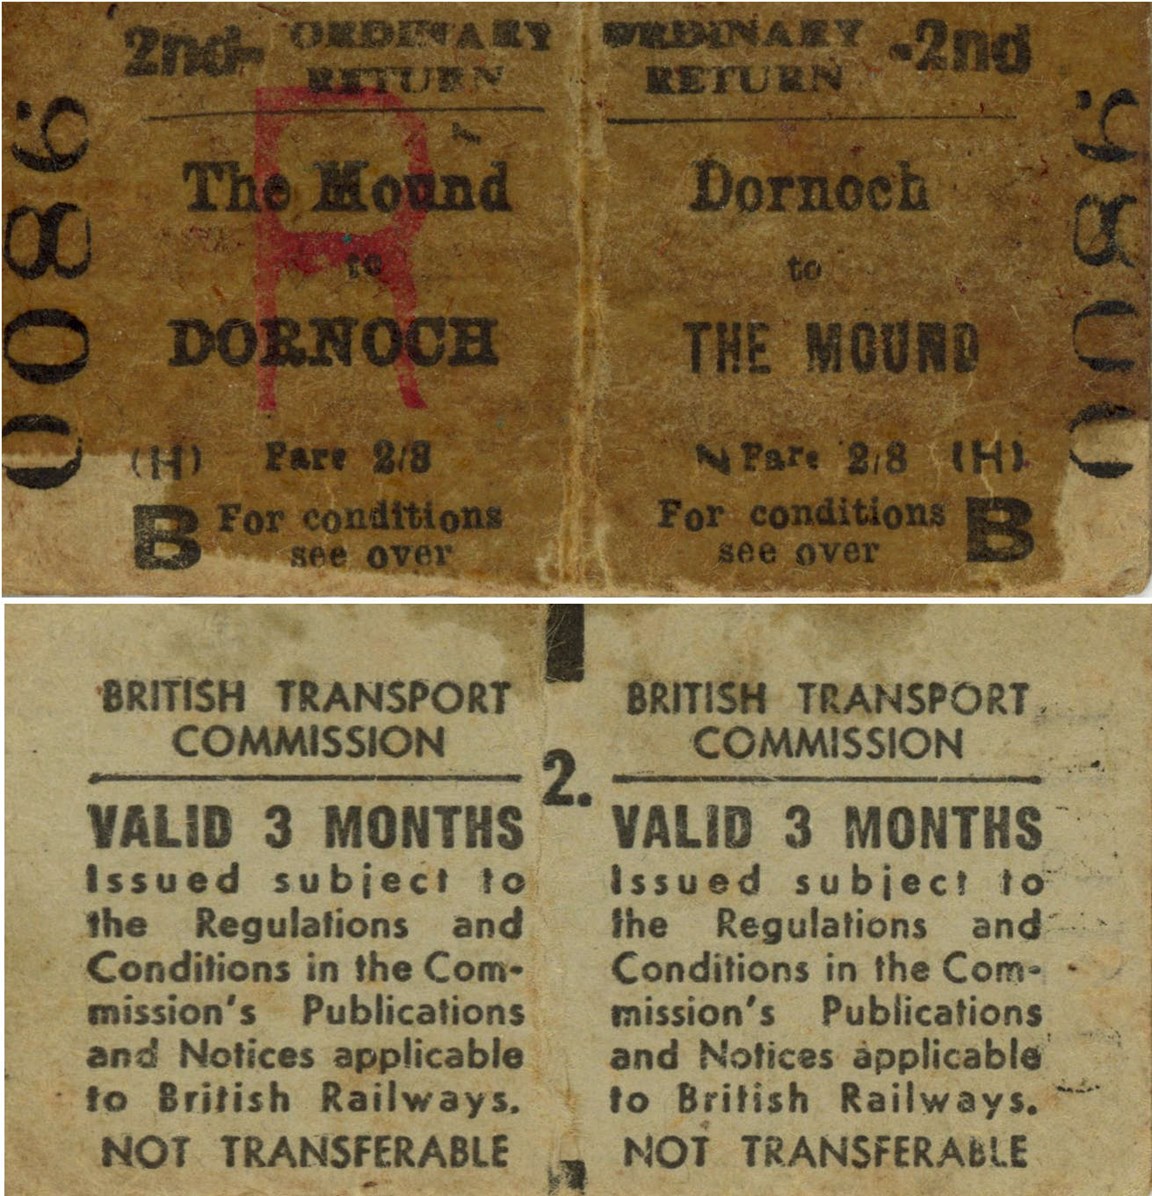 2nd- ORDINARY
RETURN
The Mound
to
DORNOCH
(H) Fare 2/8
B For conditions
see over
0086
R
ORDINARY -2nd
RETURN
Dornoch
to
THE MOUND
N Fare 2/8 (H)
For conditions B
see over
0086
BRITISH TRANSPORT
COMMISSION
VALID 3 MONTHS
Issued subject to
the Regulations and
Conditions in the Com-
mission's Publications
and Notices applicable
to British Railways.
NOT TRANSFERABLE
2.
BRITISH TRANSPORT
COMMISSION
VALID 3 MONTHS
Issued subject to
the Regulations and
Conditions in the Com-
mission's Publications
and Notices applicable
to British Railways.
NOT TRANSFERABLE